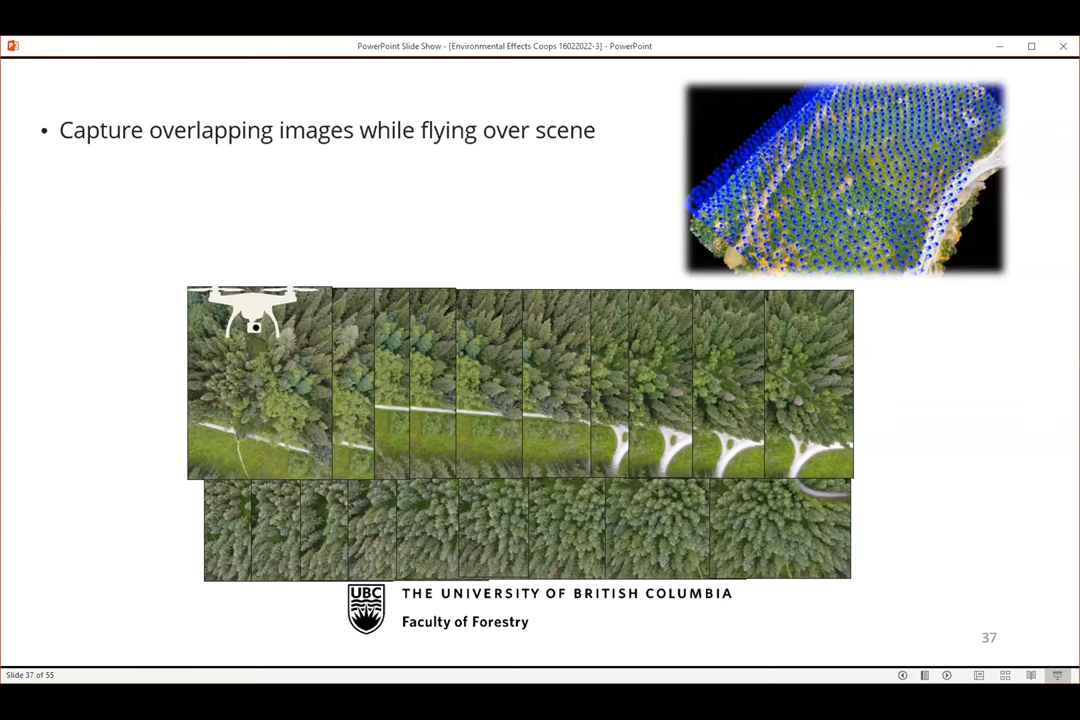 PowerPoint Slide Show - [Environmental Effects Coops 16022022-3] - PowerPoint
• Capture overlapping images while flying over scene
UBC
THE UNIVERSITY OF BRITISH COLUMBIA
Faculty of Forestry
37
Slide 37 of 55